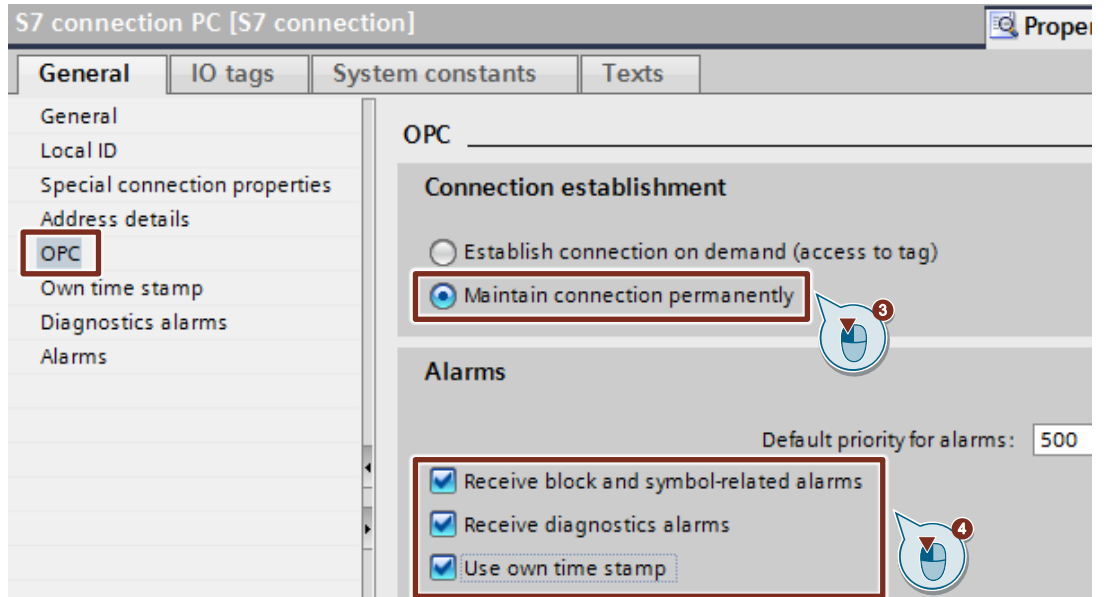 S7 connection PC [S7 connection]
General
IO tags
System constants
Texts
General
Local ID
Special connection properties
Address details
OPC
Own time stamp
Diagnostics alarms
Alarms
OPC
Connection establishment
Establish connection on demand (access to tag)
Maintain connection permanently
3
Alarms
Default priority for alarms: 500
Receive block and symbol-related alarms
Receive diagnostics alarms
4
Use own time stamp